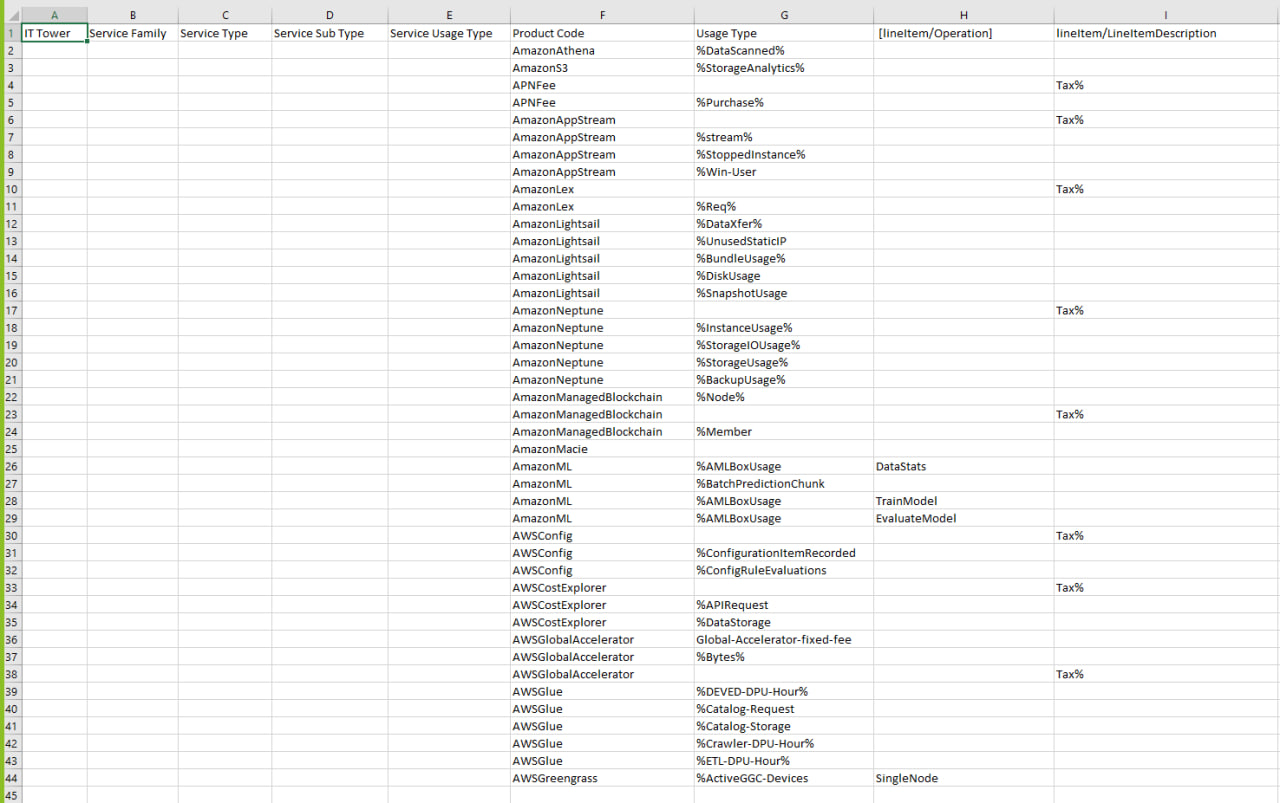 A B C D E F G H I
1 IT Tower Service Family Service Type Service Sub Type Service Usage Type Product Code Usage Type [lineItem/Operation] lineItem/LineItemDescription
2 AmazonAthena %DataScanned%
3 AmazonS3 %StorageAnalytics%
4 APNFee Tax%
5 APNFee %Purchase%
6 AmazonAppStream Tax%
7 AmazonAppStream %stream%
8 AmazonAppStream %StoppedInstance%
9 AmazonAppStream %Win-User
10 AmazonLex Tax%
11 AmazonLex %Req%
12 AmazonLightsail %DataXfer%
13 AmazonLightsail %UnusedStaticIP
14 AmazonLightsail %BundleUsage%
15 AmazonLightsail %DiskUsage
16 AmazonLightsail %SnapshotUsage
17 AmazonNeptune Tax%
18 AmazonNeptune %InstanceUsage%
19 AmazonNeptune %StorageIOUsage%
20 AmazonNeptune %StorageUsage%
21 AmazonNeptune %BackupUsage%
22 AmazonManagedBlockchain %Node%
23 AmazonManagedBlockchain Tax%
24 AmazonManagedBlockchain %Member
25 AmazonMacie
26 AmazonML %AMLBoxUsage DataStats
27 AmazonML %BatchPredictionChunk
28 AmazonML %AMLBoxUsage TrainModel
29 AmazonML %AMLBoxUsage EvaluateModel
30 AWSConfig Tax%
31 AWSConfig %ConfigurationItemRecorded
32 AWSConfig %ConfigRuleEvaluations
33 AWSCostExplorer Tax%
34 AWSCostExplorer %APIRequest
35 AWSCostExplorer %DataStorage
36 AWSGlobalAccelerator Global-Accelerator-fixed-fee
37 AWSGlobalAccelerator %Bytes%
38 AWSGlobalAccelerator Tax%
39 AWSGlue %DEVED-DPU-Hour%
40 AWSGlue %Catalog-Request
41 AWSGlue %Catalog-Storage
42 AWSGlue %Crawler-DPU-Hour%
43 AWSGlue %ETL-DPU-Hour%
44 AWSGreengrass %ActiveGGC-Devices SingleNode
45